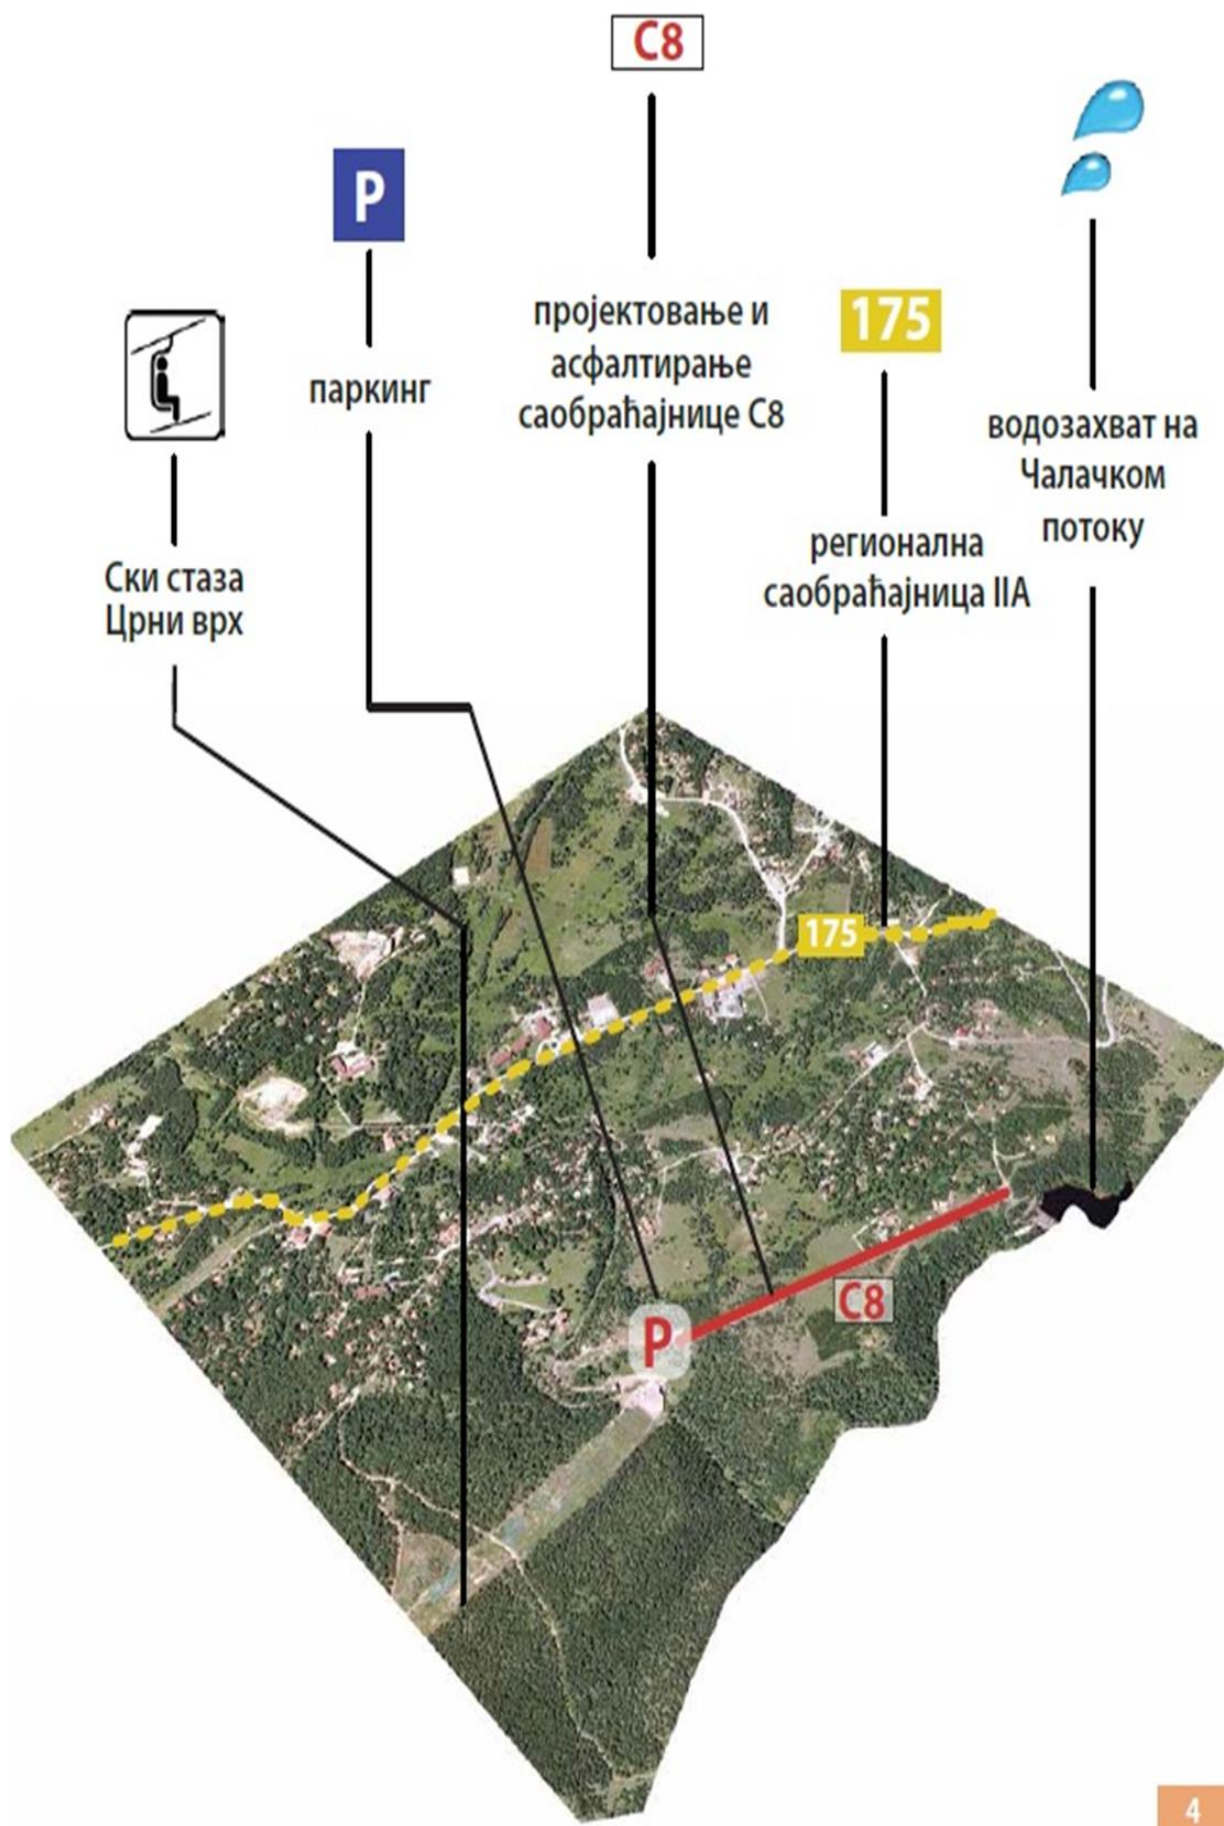 C8
P
175
пројектовање и
асфалтирање
саобраћајнице C8
паркинг
водозахват на
Чалачком
потоку
регионална
саобраћајница IIA
Ски стаза
Црни врх
175
C8
P
4